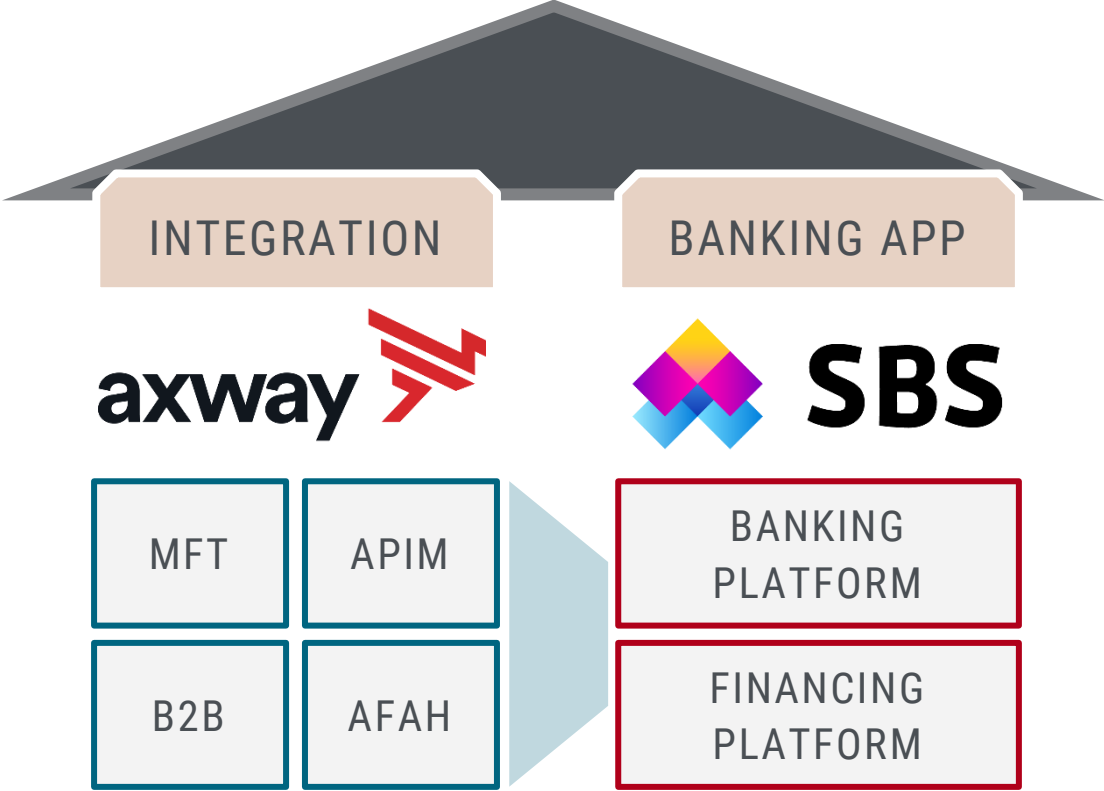 INTEGRATION
BANKING APP
axway
SBS
MFT
APIM
B2B
AFAH
BANKING
PLATFORM
FINANCING
PLATFORM